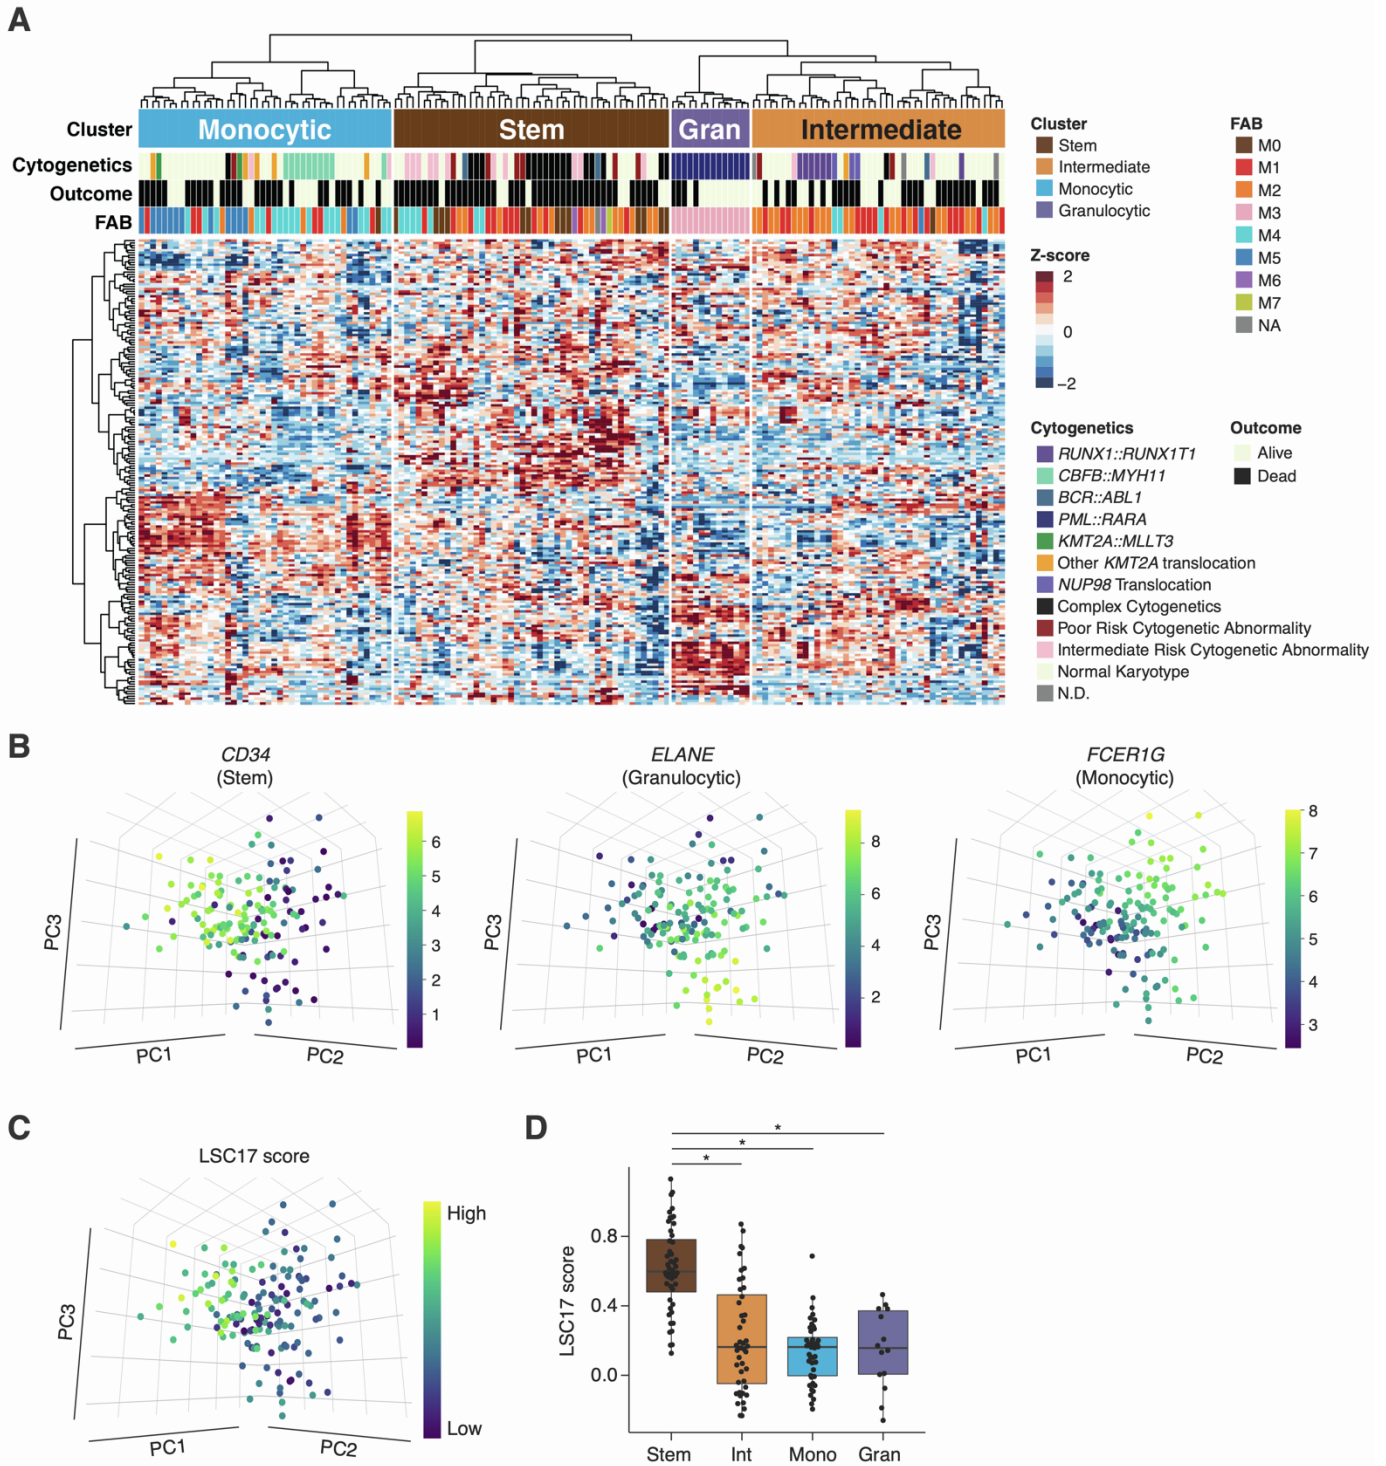 A
Monocytic
Stem
Gran
Intermediate
Cluster
Cytogenetics
Outcome
FAB
Cluster
Stem
Intermediate
Monocytic
Granulocytic
Z-score
2
0
−2
FAB
M0
M1
M2
M3
M4
M5
M6
M7
NA
Cytogenetics
RUNX1::RUNX1T1
CBFB::MYH11
BCR::ABL1
PML::RARA
KMT2A::MLLT3
Other KMT2A translocation
NUP98 Translocation
Complex Cytogenetics
Poor Risk Cytogenetic Abnormality
Intermediate Risk Cytogenetic Abnormality
Normal Karyotype
N.D.
Outcome
Alive
Dead
B
CD34
(Stem)
PC3
PC1
PC2
6
5
4
3
2
1
ELANE
(Granulocytic)
PC3
PC1
PC2
8
6
4
2
FCER1G
(Monocytic)
PC3
PC1
PC2
8
7
6
5
4
3
C
LSC17 score
PC3
PC1
PC2
High
Low
D
*
*
*
LSC17 score
0.8
0.4
0.0
Stem
Int
Mono
Gran